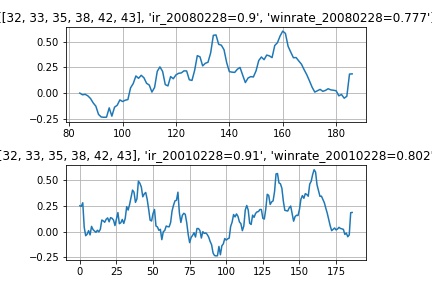 [[32, 33, 35, 38, 42, 43], 'ir_20080228=0.9', 'winrate_20080228=0.777']
0.50
0.25
0.00
−0.25
80 100 120 140 160 180
[32, 33, 35, 38, 42, 43], 'ir_20010228=0.91', 'winrate_20010228=0.802'
0.50
0.25
0.00
−0.25
0 25 50 75 100 125 150 175